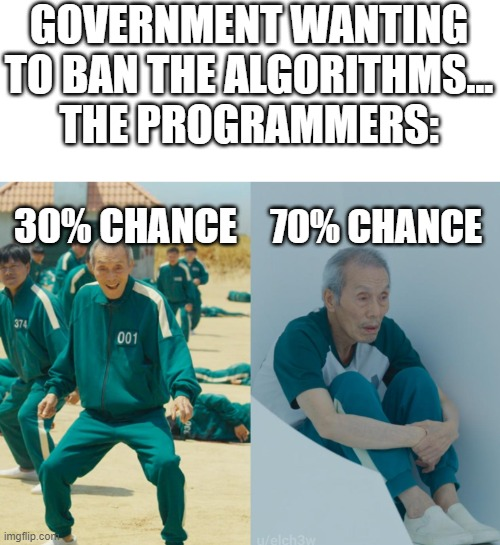 GOVERNMENT WANTING
TO BAN THE ALGORITHMS...
THE PROGRAMMERS:
30% CHANCE
70% CHANCE
374
001
imgflip.com
u/elch3w